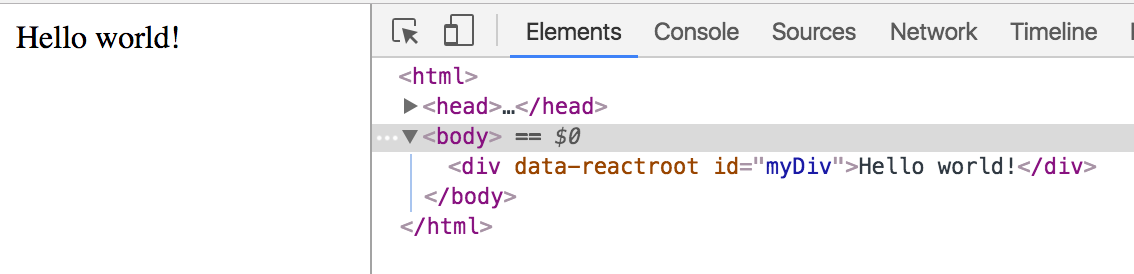 Hello world!
Elements Console Sources Network Timeline
<html>
▶<head>…</head>
… ▼<body> == $0
<div data-reactroot id="myDiv">Hello world!</div>
</body>
</html>